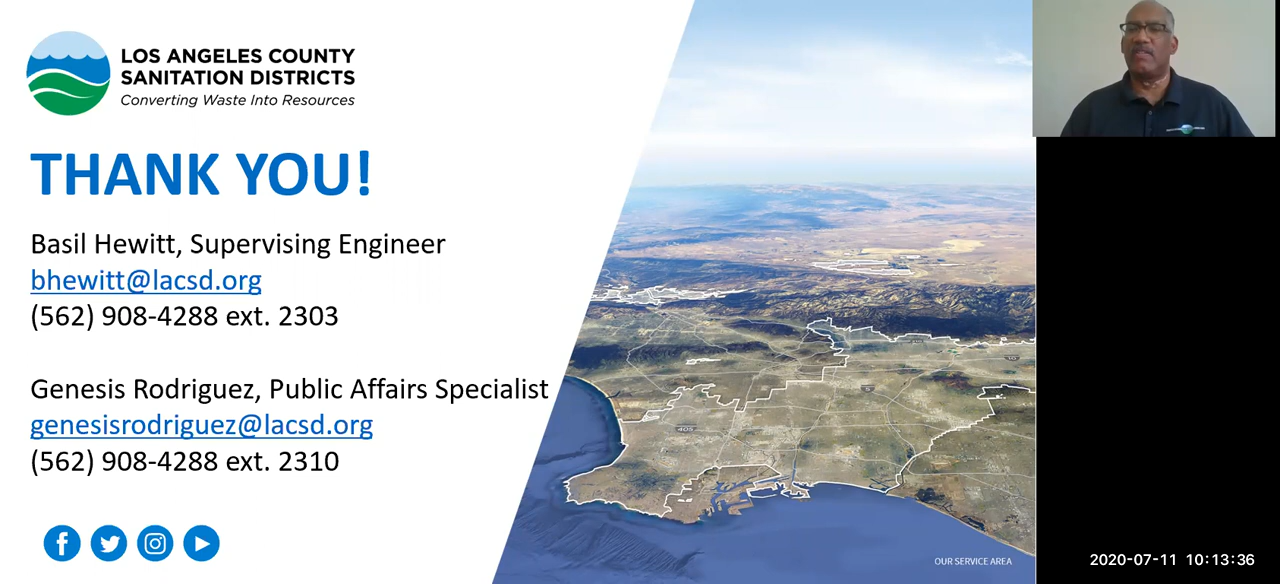 LOS ANGELES COUNTY
SANITATION DISTRICTS
Converting Waste Into Resources
THANK YOU!
Basil Hewitt, Supervising Engineer
bhewitt@lacsd.org
(562) 908-4288 ext. 2303
Genesis Rodriguez, Public Affairs Specialist
genesisrodriguez@lacsd.org
(562) 908-4288 ext. 2310
405
OUR SERVICE AREA
2020-07-11 10:13:36